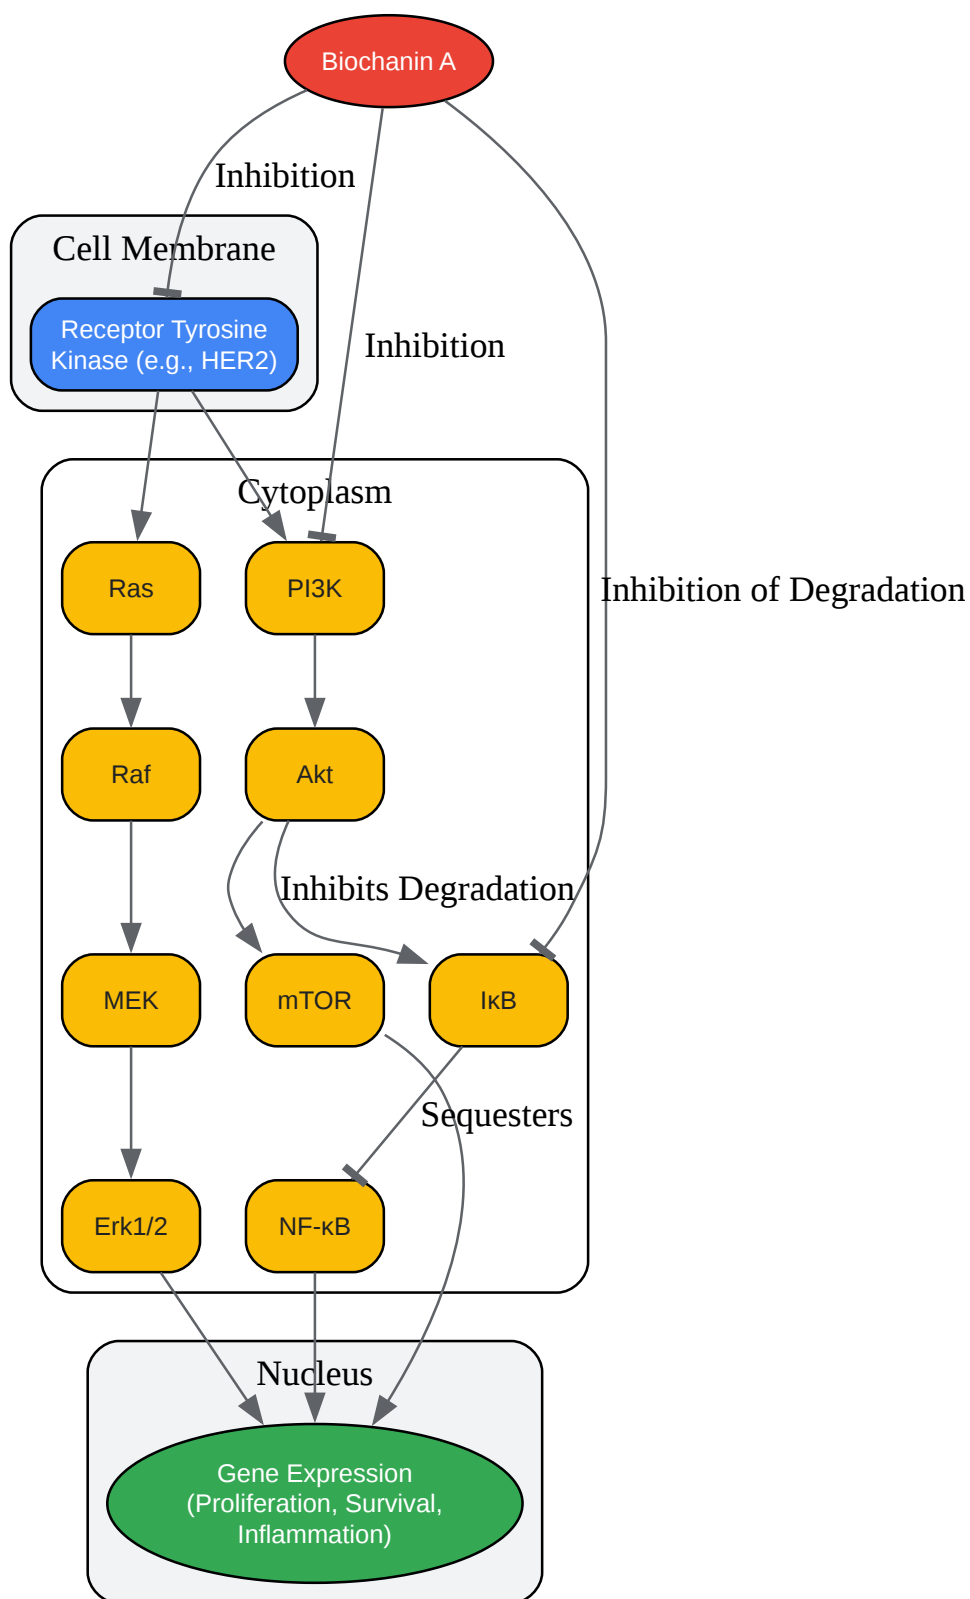 Biochanin A
Inhibition
Cell Membrane
Receptor Tyrosine
Kinase (e.g., HER2)
Inhibition
Cytoplasm
Ras
PI3K
Inhibition of Degradation
Raf
Akt
Inhibits Degradation
MEK
mTOR
IκB
Sequesters
Erk1/2
NF-κB
Nucleus
Gene Expression
(Proliferation, Survival,
Inflammation)